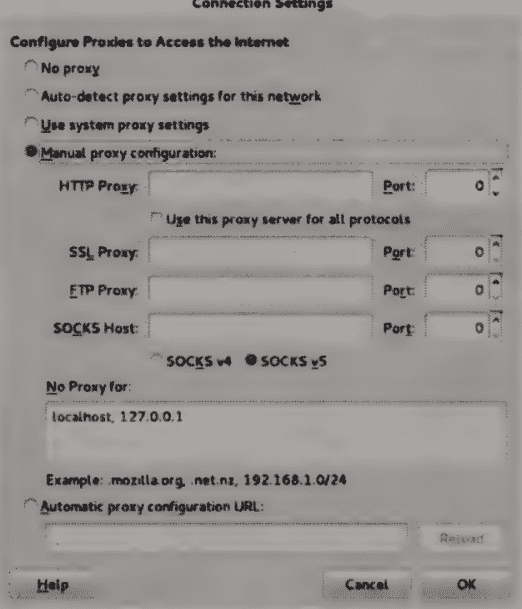 Connection Settings
Configure Proxies to Access the Internet
No proxy
Auto-detect proxy settings for this network
Use system proxy settings
Manual proxy configuration:
HTTP Proxy: Port: 0
Use this proxy server for all protocols
SSL Proxy: Port: 0
FTP Proxy: Port: 0
SOCKS Host: Port: 0
SOCKS v4 SOCKS v5
No Proxy for:
localhost, 127.0.0.1
Example: .mozilla.org, .net.nz, 192.168.1.0/24
Automatic proxy configuration URL:
Reload
Help Cancel OK